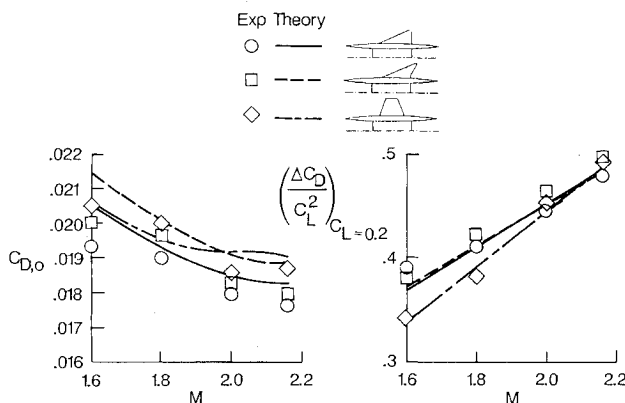 Exp Theory
.022
.021
.020
.019
.018
.017
.016
C_D,o
1.6 1.8 2.0 2.2
M
(ΔC_D / C_L^2) C_L = 0.2
.5
.4
.3
1.6 1.8 2.0 2.2
M